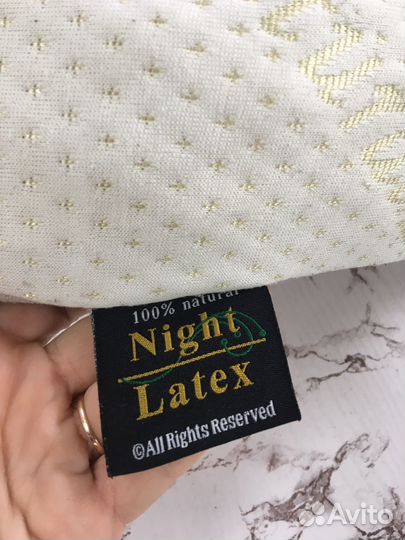 100% natural
Night
Latex
©All Rights Reserved
Avito